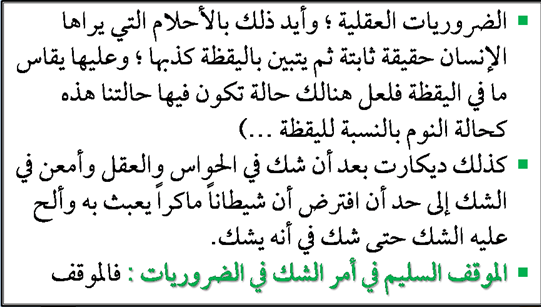 ▪ الضروريات العقلية ؛ وأيد ذلك بالأحلام التي يراها
الإنسان حقيقة ثابتة ثم يتبين باليقظة كذبها ؛ وعليها يقاس
ما في اليقظة فلعل هنالك حالة تكون فيها حالتنا هذه
كحالة النوم بالنسبة لليقظة ...)
▪ كذلك ديكارت بعد أن شك في الحواس والعقل وأمعن في
الشك إلى حد أن افترض أن شيطاناً ماكراً يعبث به وألح
عليه الشك حتى شك في أنه يشك.
▪ الموقف السليم في أمر الشك في الضروريات : فالموقف